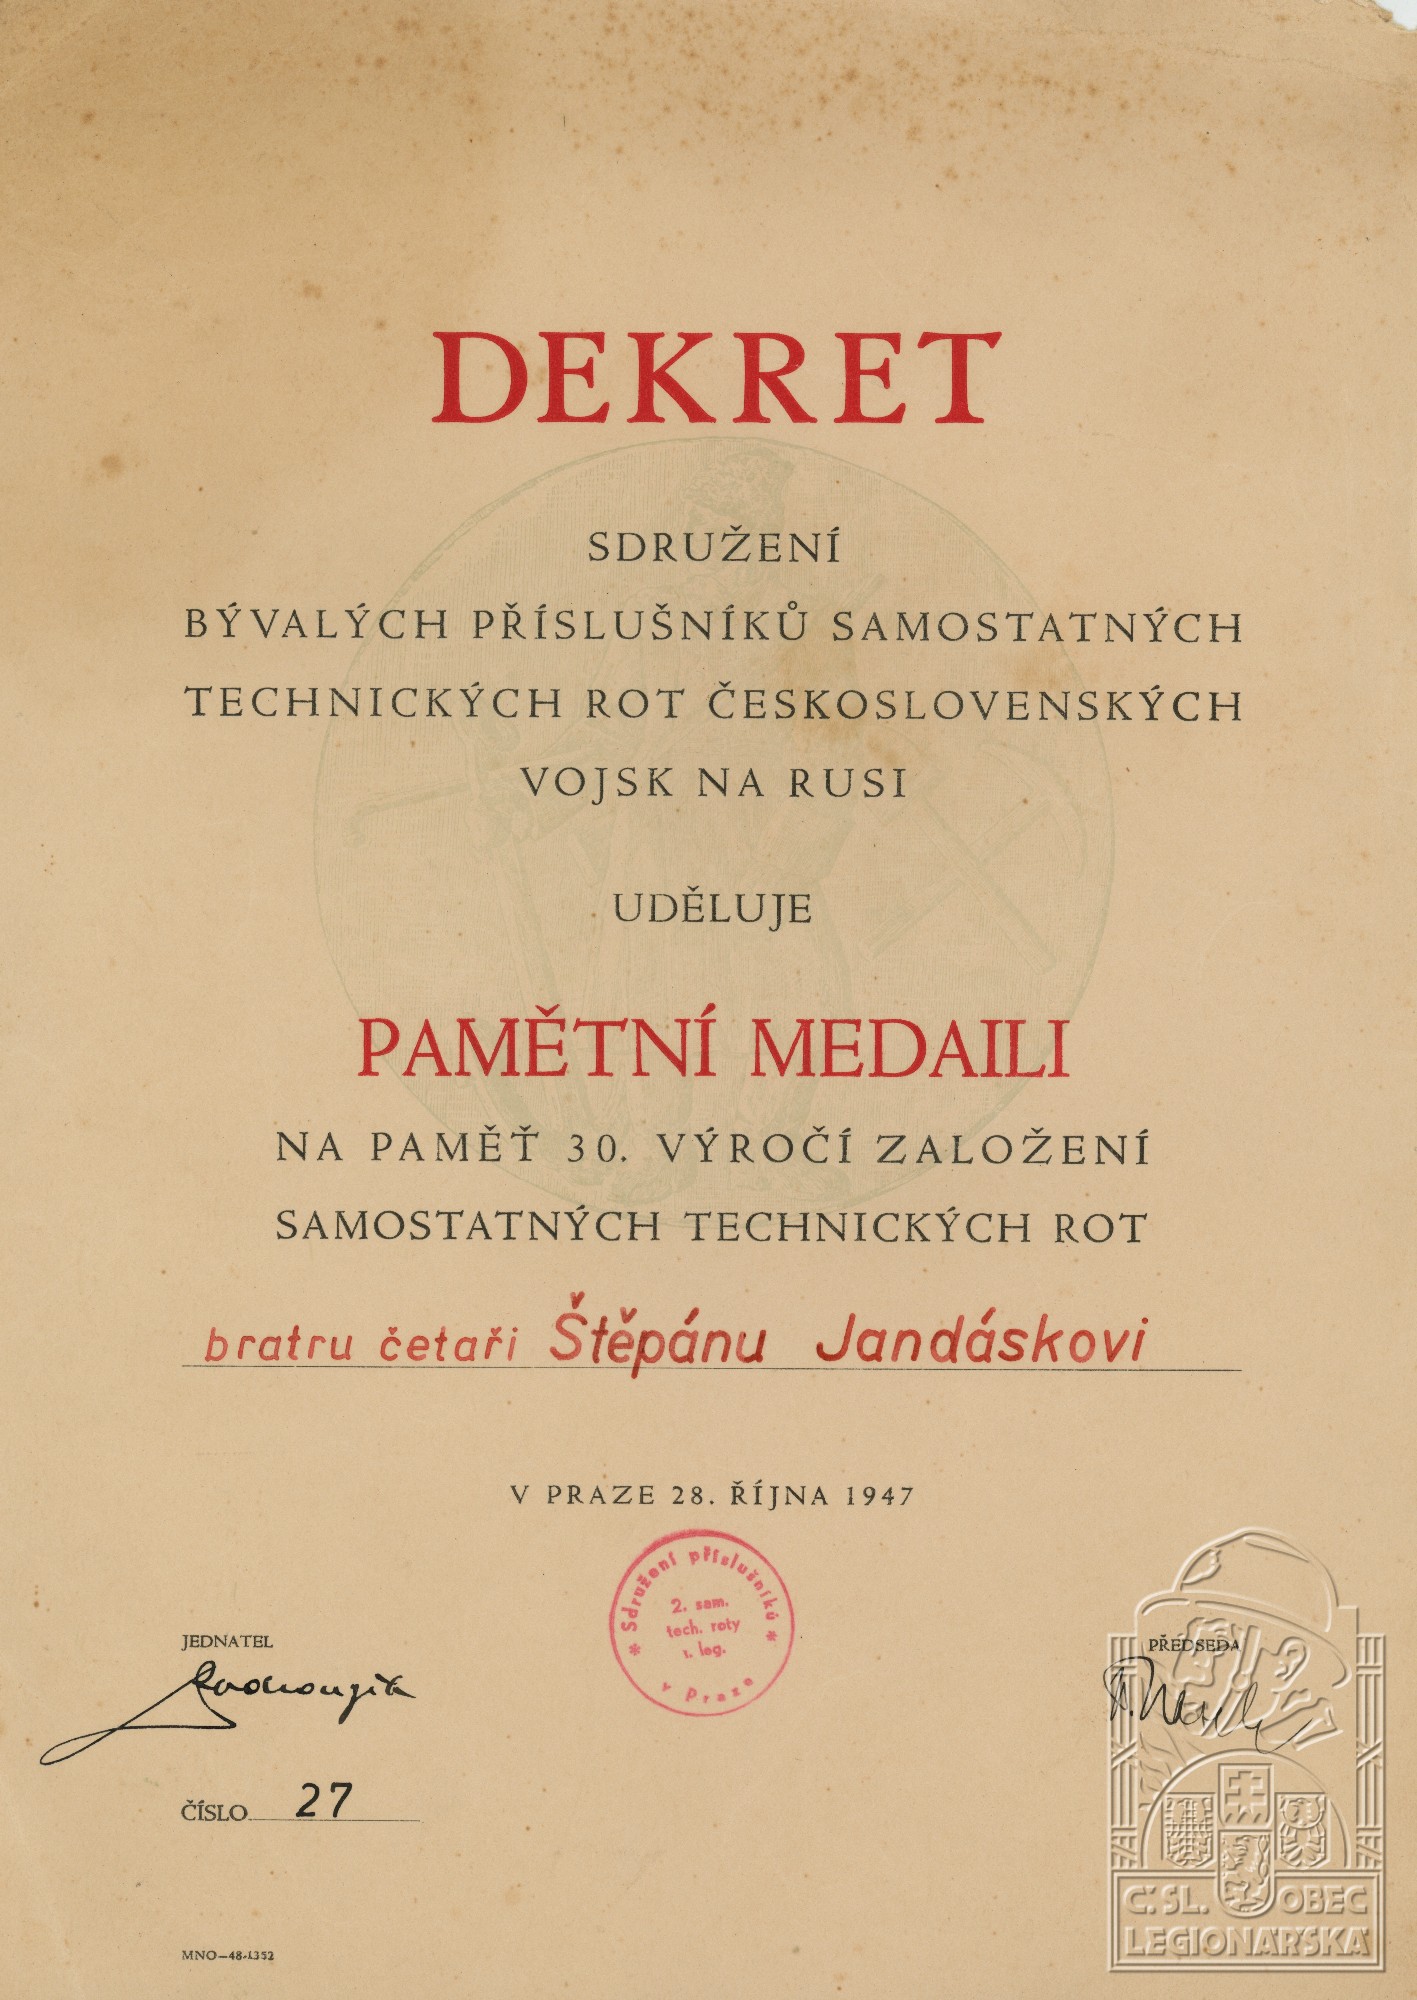 DEKRET
SDRUŽENÍ
BÝVALÝCH PŘÍSLUŠNÍKŮ SAMOSTATNÝCH
TECHNICKÝCH ROT ČESKOSLOVENSKÝCH
VOJSK NA RUSI
UDĚLUJE
PAMĚTNÍ MEDAILI
NA PAMĚŤ 30. VÝROČÍ ZALOŽENÍ
SAMOSTATNÝCH TECHNICKÝCH ROT
bratru četaři Štěpánu Jandáskovi
V PRAZE 28. ŘÍJNA 1947
* Sdružení příslušníků *
2. sam.
tech. roty
r. leg.
v Praze
JEDNATEL
PŘEDSEDA
ČÍSLO 27
MNO–48-1352
Č. SL. OBEC
LEGIONÁŘSKÁ